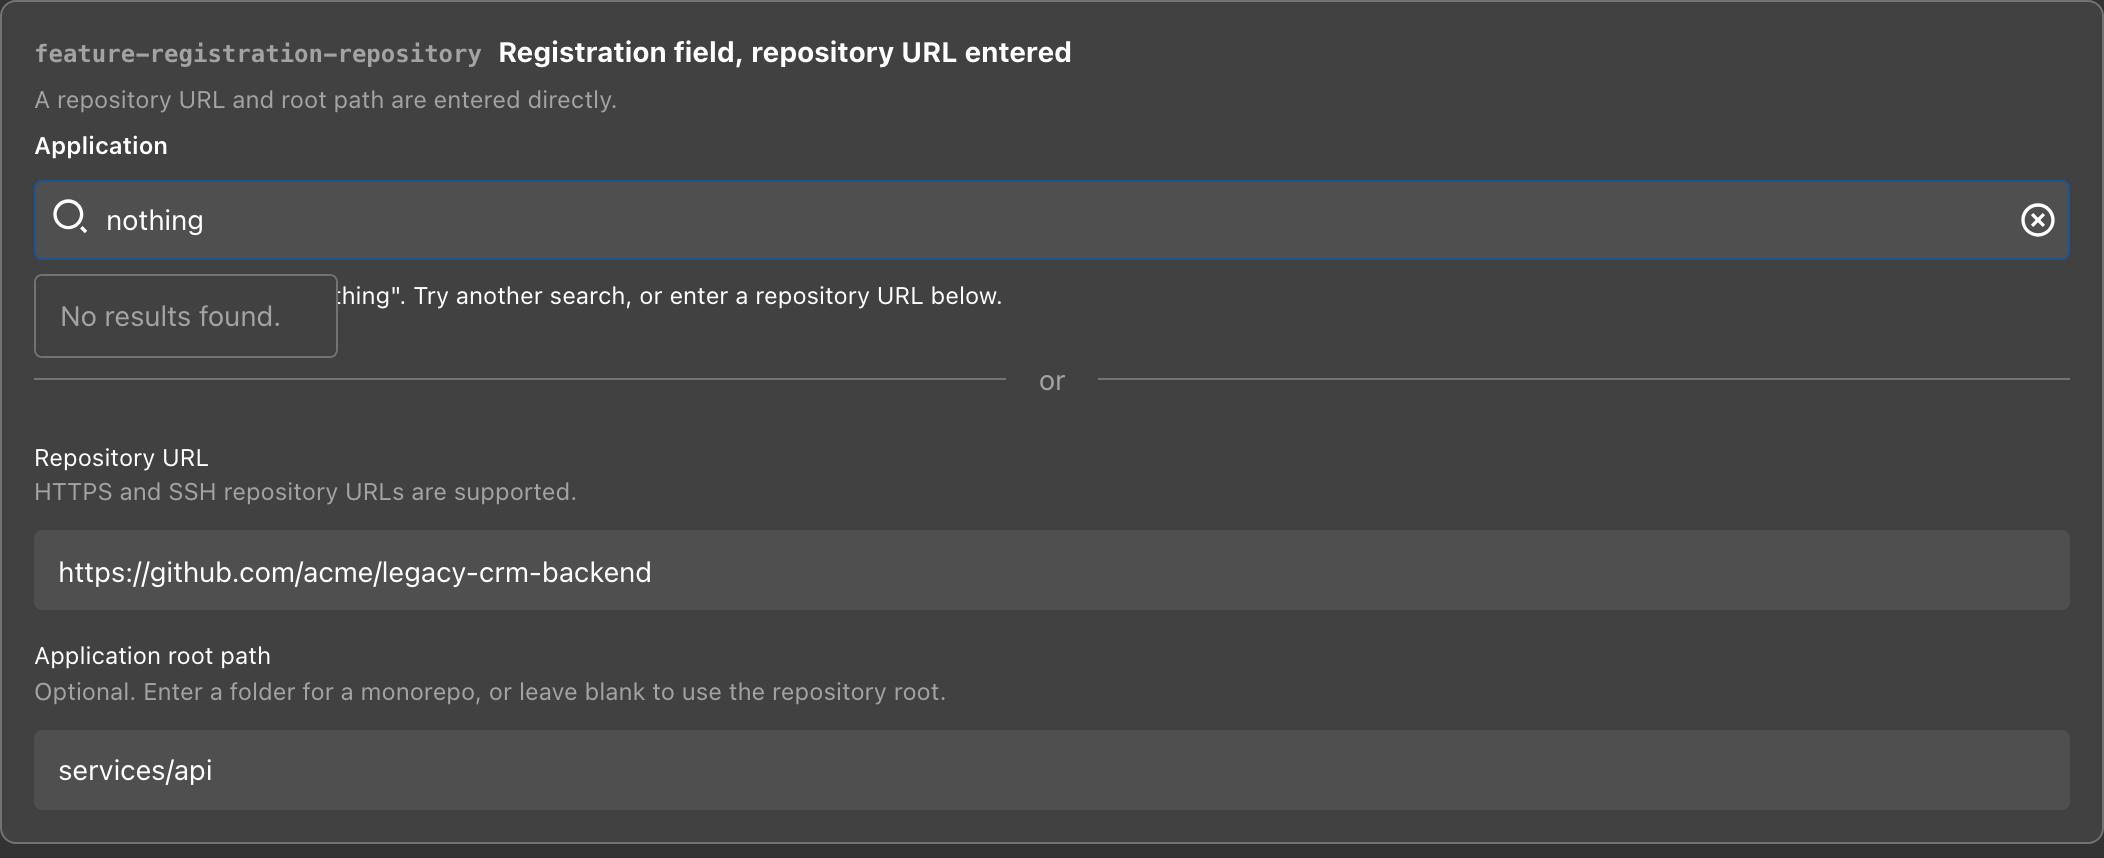 feature-registration-repository Registration field, repository URL entered
A repository URL and root path are entered directly.
Application
nothing
thing". Try another search, or enter a repository URL below.
No results found.
or
Repository URL
HTTPS and SSH repository URLs are supported.
https://github.com/acme/legacy-crm-backend
Application root path
Optional. Enter a folder for a monorepo, or leave blank to use the repository root.
services/api